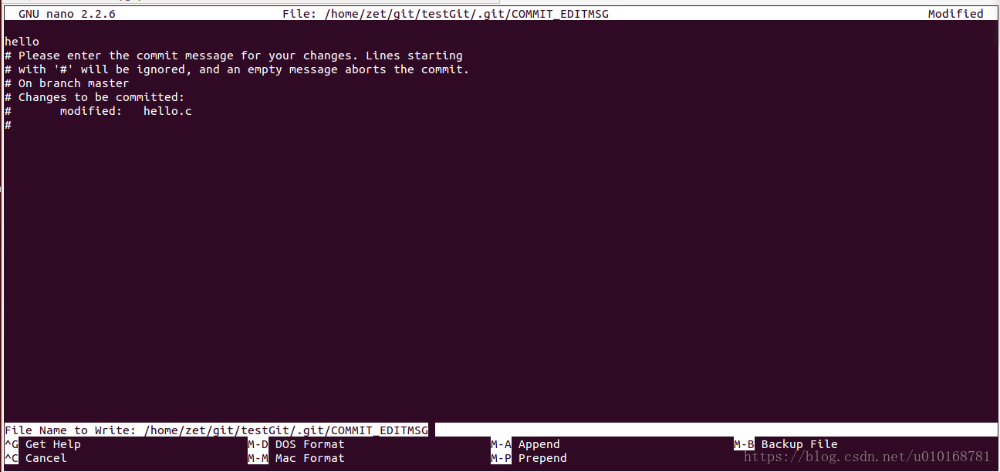 GNU nano 2.2.6 File: /home/zet/git/testGit/.git/COMMIT_EDITMSG Modified
hello
# Please enter the commit message for your changes. Lines starting
# with '#' will be ignored, and an empty message aborts the commit.
# On branch master
# Changes to be committed:
#       modified:   hello.c
#
File Name to Write: /home/zet/git/testGit/.git/COMMIT_EDITMSG
^G Get Help M-D DOS Format M-A Append M-B Backup File
^C Cancel M-M Mac Format M-P Prepend
https://blog.csdn.net/u010168781